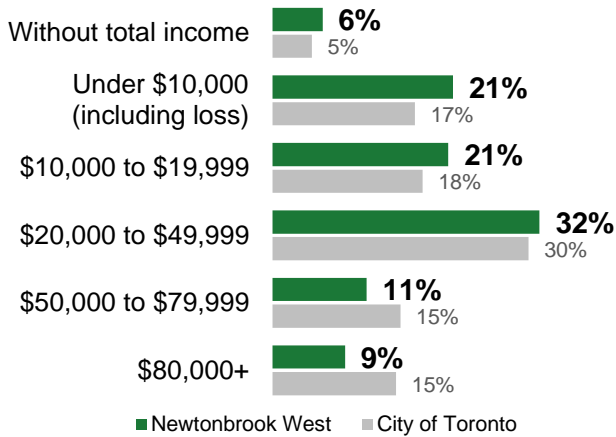 Without total income
6%
5%
Under $10,000
(including loss)
21%
17%
$10,000 to $19,999
21%
18%
$20,000 to $49,999
32%
30%
$50,000 to $79,999
11%
15%
$80,000+
9%
15%
Newtonbrook West City of Toronto